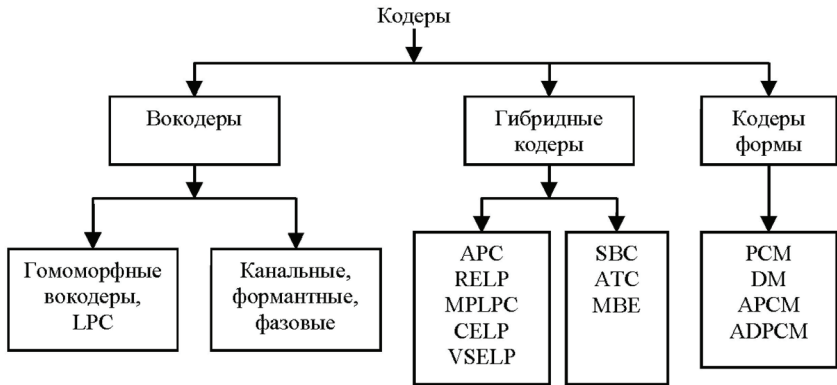 Кодеры
Вокодеры
Гибридные
кодеры
Кодеры
формы
Гомоморфные
вокодеры,
LPC
Канальные,
формантные,
фазовые
APC
RELP
MPLPC
CELP
VSELP
SBC
ATC
MBE
PCM
DM
APCM
ADPCM